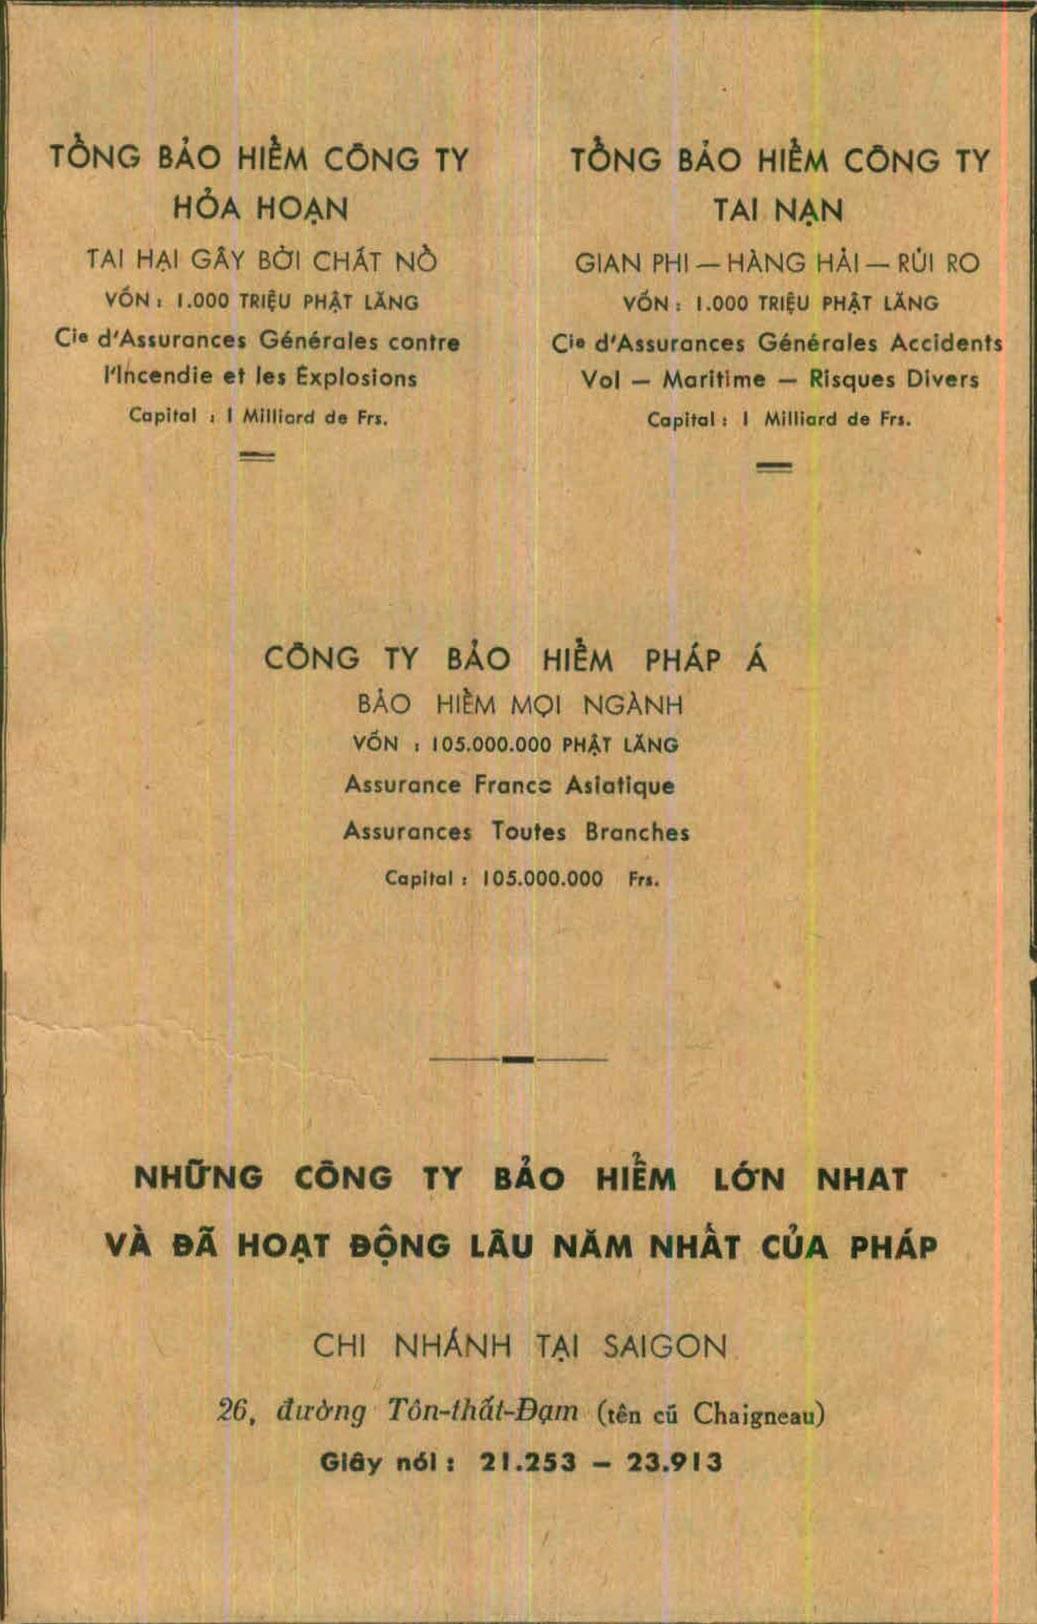 TỔNG BẢO HIỂM CÔNG TY
HỎA HOẠN
TAI HẠI GÂY BỞI CHẤT NỔ
VỐN : 1.000 TRIỆU PHẬT LĂNG
Cie d'Assurances Générales contre
l'Incendie et les Explosions
Capital : 1 Milliard de Frs.
TỔNG BẢO HIỂM CÔNG TY
TAI NẠN
GIAN PHI — HÀNG HẢI — RỦI RO
VỐN : 1.000 TRIỆU PHẬT LĂNG
Cie d'Assurances Générales Accidents
Vol — Maritime — Risques Divers
Capital : 1 Milliard de Frs.
CÔNG TY BẢO HIỂM PHÁP Á
BẢO HIỂM MỌI NGÀNH
VỐN : 105.000.000 PHẬT LĂNG
Assurance France Asiatique
Assurances Toutes Branches
Capital : 105.000.000 Frs.
NHỮNG CÔNG TY BẢO HIỂM LỚN NHAT
VÀ ĐÃ HOẠT ĐỘNG LÂU NĂM NHẤT CỦA PHÁP
CHI NHÁNH TẠI SAIGON
26, đường Tôn-thất-Đạm (tên cũ Chaigneau)
Giây nói : 21.253 – 23.913